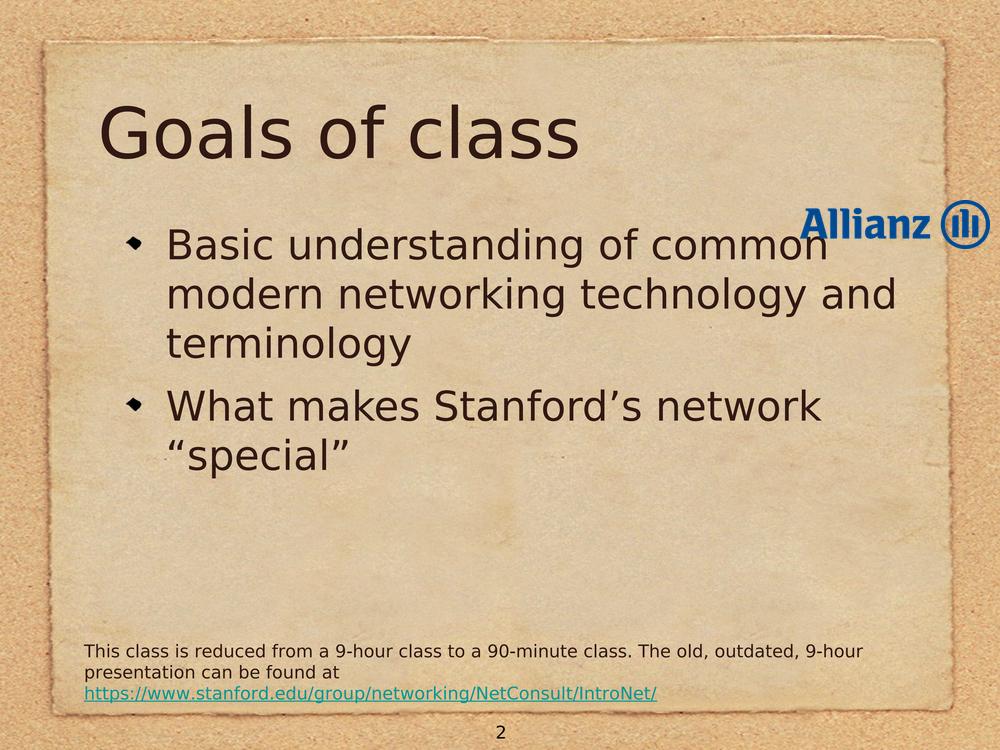 Goals of class
Allianz
Basic understanding of common
modern networking technology and
terminology
What makes Stanford’s network
“special”
This class is reduced from a 9-hour class to a 90-minute class. The old, outdated, 9-hour
presentation can be found at
https://www.stanford.edu/group/networking/NetConsult/IntroNet/
2